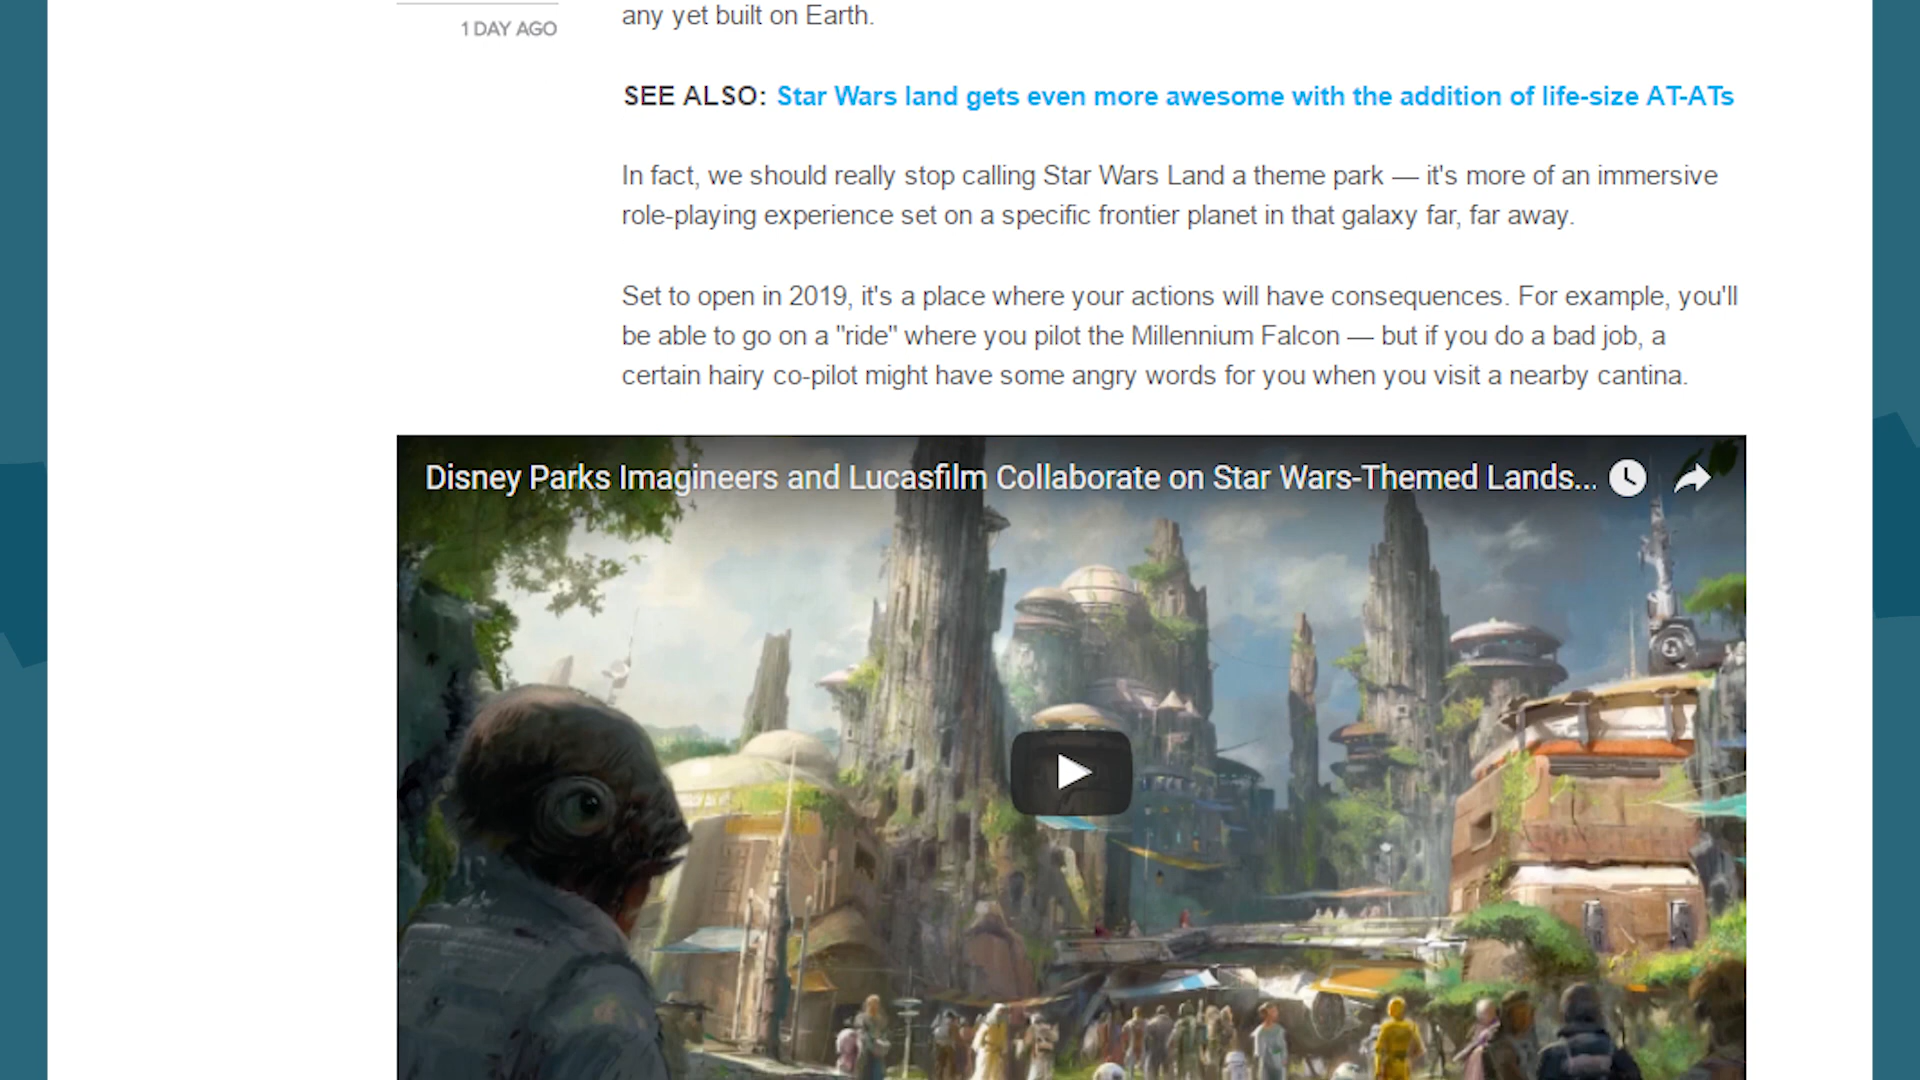 any yet built on Earth.
1 DAY AGO
SEE ALSO: Star Wars land gets even more awesome with the addition of life-size AT-ATs
In fact, we should really stop calling Star Wars Land a theme park — it's more of an immersive
role-playing experience set on a specific frontier planet in that galaxy far, far away.
Set to open in 2019, it's a place where your actions will have consequences. For example, you'll
be able to go on a "ride" where you pilot the Millennium Falcon — but if you do a bad job, a
certain hairy co-pilot might have some angry words for you when you visit a nearby cantina.
Disney Parks Imagineers and Lucasfilm Collaborate on Star Wars-Themed Lands...